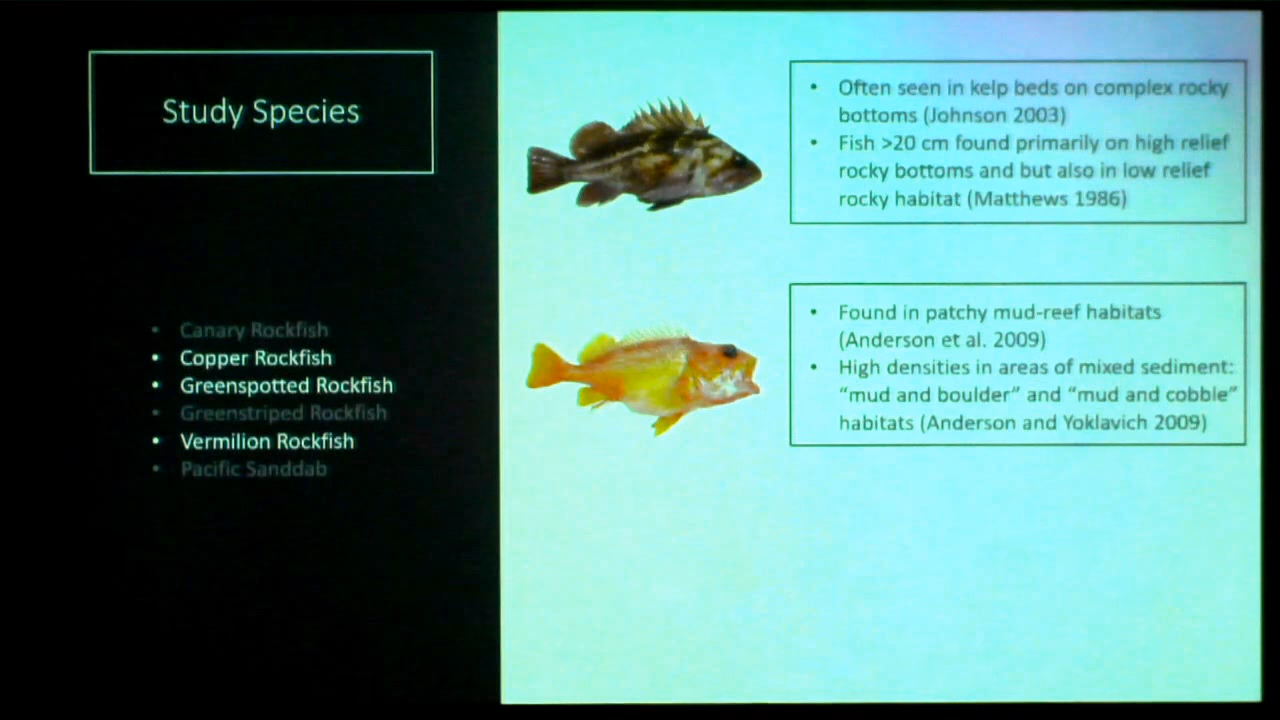 Study Species
• Canary Rockfish
• Copper Rockfish
• Greenspotted Rockfish
• Greenstriped Rockfish
• Vermilion Rockfish
• Pacific Sanddab
• Often seen in kelp beds on complex rocky
bottoms (Johnson 2003)
• Fish >20 cm found primarily on high relief
rocky bottoms and but also in low relief
rocky habitat (Matthews 1986)
• Found in patchy mud-reef habitats
(Anderson et al. 2009)
• High densities in areas of mixed sediment:
“mud and boulder” and “mud and cobble”
habitats (Anderson and Yoklavich 2009)